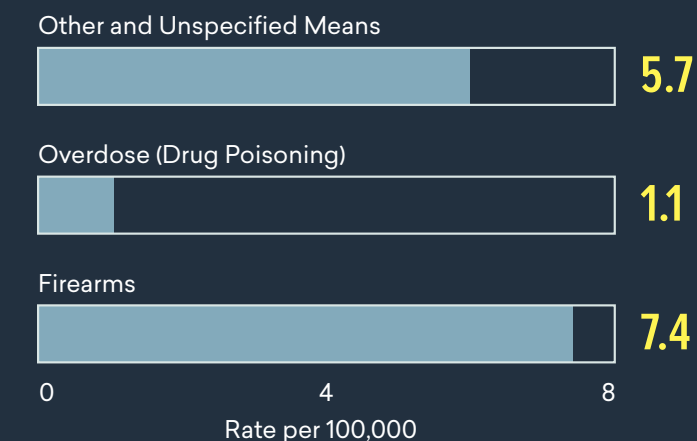 Other and Unspecified Means
5.7
Overdose (Drug Poisoning)
1.1
Firearms
7.4
0 4 8
Rate per 100,000